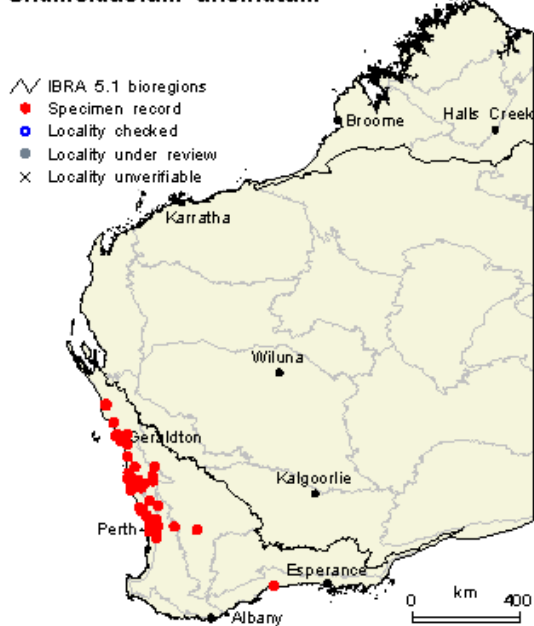 IBRA 5.1 bioregions
Specimen record
Locality checked
Locality under review
Locality unverifiable
Broome
Halls Creek
Karratha
Wiluna
Geraldton
Kalgoorlie
Perth
Esperance
Albany
km
0 400